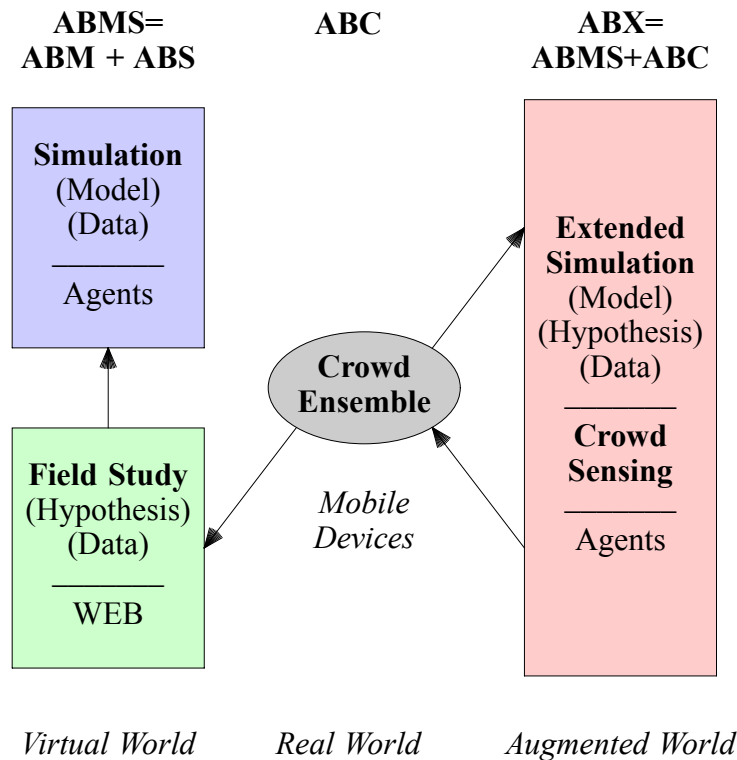 ABMS=
ABM + ABS
ABC
ABX=
ABMS+ABC
Simulation
(Model)
(Data)
Agents
Field Study
(Hypothesis)
(Data)
WEB
Crowd
Ensemble
Mobile
Devices
Extended
Simulation
(Model)
(Hypothesis)
(Data)
Crowd
Sensing
Agents
Virtual World
Real World
Augmented World